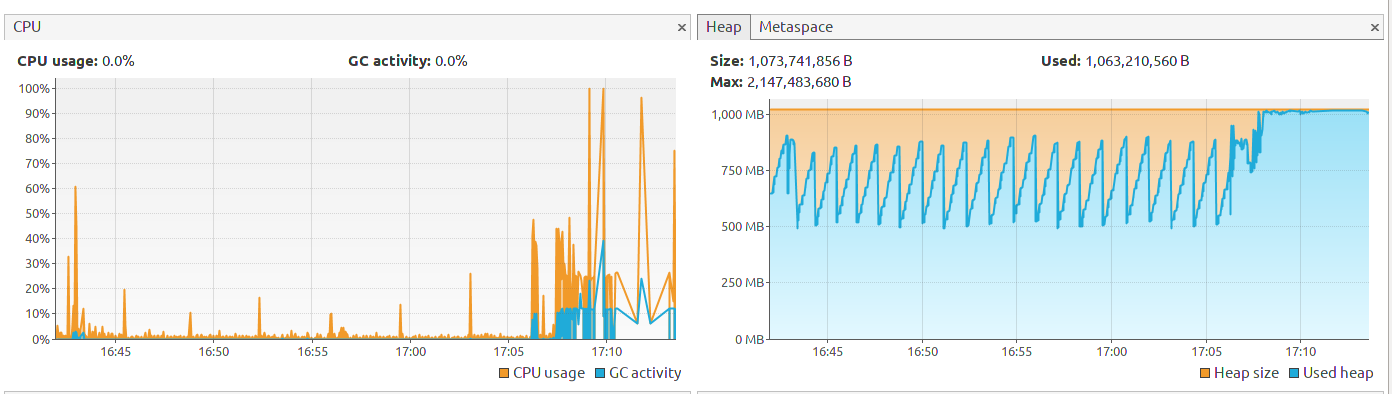 CPU
CPU usage: 0.0%
GC activity: 0.0%
100%
90%
80%
70%
60%
50%
40%
30%
20%
10%
0%
16:45 16:50 16:55 17:00 17:05 17:10
CPU usage GC activity
Heap Metaspace
Size: 1,073,741,856 B
Used: 1,063,210,560 B
Max: 2,147,483,680 B
1,000 MB
750 MB
500 MB
250 MB
0 MB
16:45 16:50 16:55 17:00 17:05 17:10
Heap size Used heap